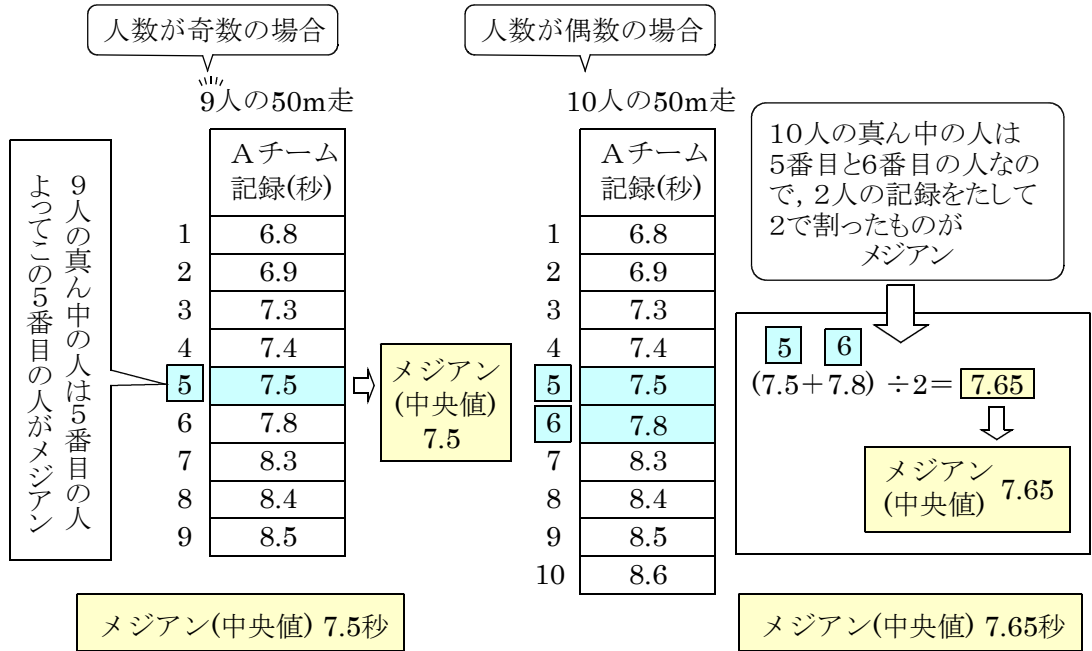 人数が奇数の場合
9人の50m走
9人の真ん中の人は5番目の人
よってこの5番目の人がメジアン
Aチーム
記録(秒)
1 6.8
2 6.9
3 7.3
4 7.4
5 7.5
6 7.8
7 8.3
8 8.4
9 8.5
メジアン
(中央値)
7.5
メジアン(中央値) 7.5秒
人数が偶数の場合
10人の50m走
Aチーム
記録(秒)
1 6.8
2 6.9
3 7.3
4 7.4
5 7.5
6 7.8
7 8.3
8 8.4
9 8.5
10 8.6
10人の真ん中の人は
5番目と6番目の人なの
で，2人の記録をたして
2で割ったものが
メジアン
5 6
(7.5+7.8) ÷2= 7.65
メジアン
(中央値) 7.65
メジアン(中央値) 7.65秒